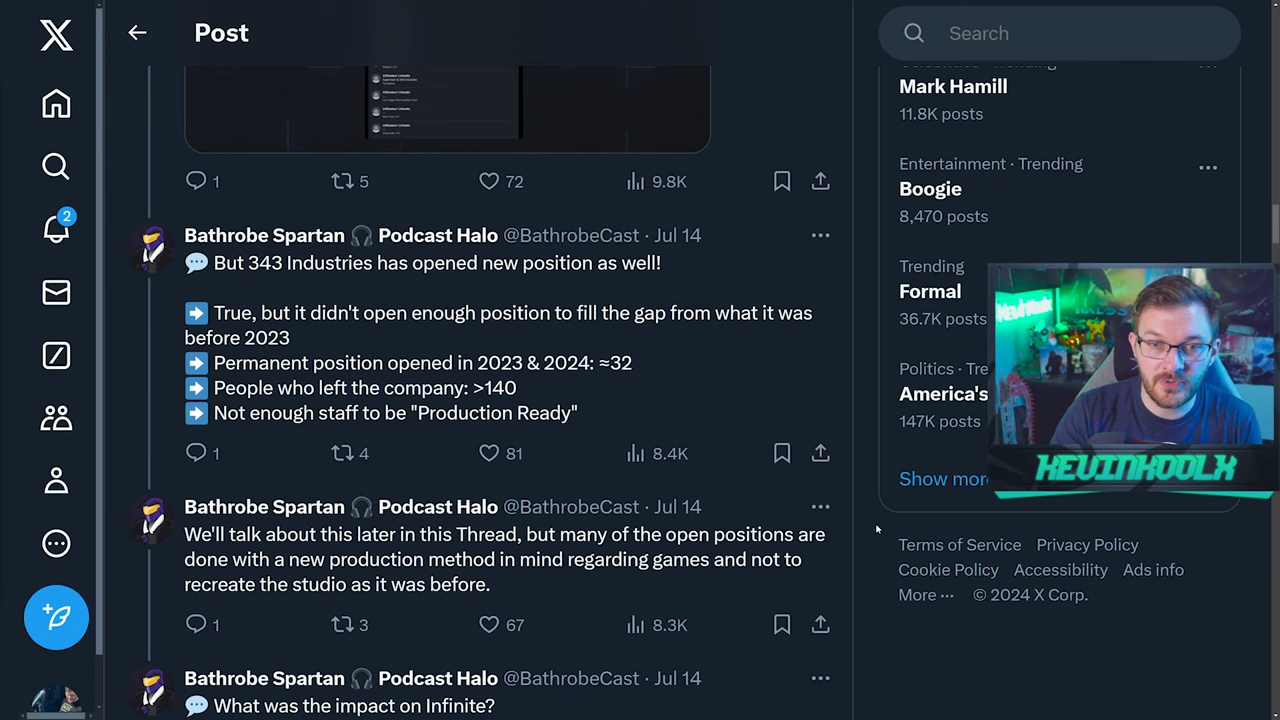 Post
Search
1
5
72
9.8K
Bathrobe Spartan 🎧 Podcast Halo @BathrobeCast · Jul 14
💬 But 343 Industries has opened new position as well!
➡️ True, but it didn't open enough position to fill the gap from what it was
before 2023
➡️ Permanent position opened in 2023 & 2024: ≈32
➡️ People who left the company: >140
➡️ Not enough staff to be "Production Ready"
1
4
81
8.4K
Bathrobe Spartan 🎧 Podcast Halo @BathrobeCast · Jul 14
We'll talk about this later in this Thread, but many of the open positions are
done with a new production method in mind regarding games and not to
recreate the studio as it was before.
1
3
67
8.3K
Bathrobe Spartan 🎧 Podcast Halo @BathrobeCast · Jul 14
💬 What was the impact on Infinite?
2
Mark Hamill
11.8K posts
Entertainment · Trending
Boogie
8,470 posts
Trending
Formal
36.7K posts
Politics · Tre
America's
147K posts
Show more
KEVINKOOLX
Terms of Service Privacy Policy
Cookie Policy Accessibility Ads info
More ··· © 2024 X Corp.